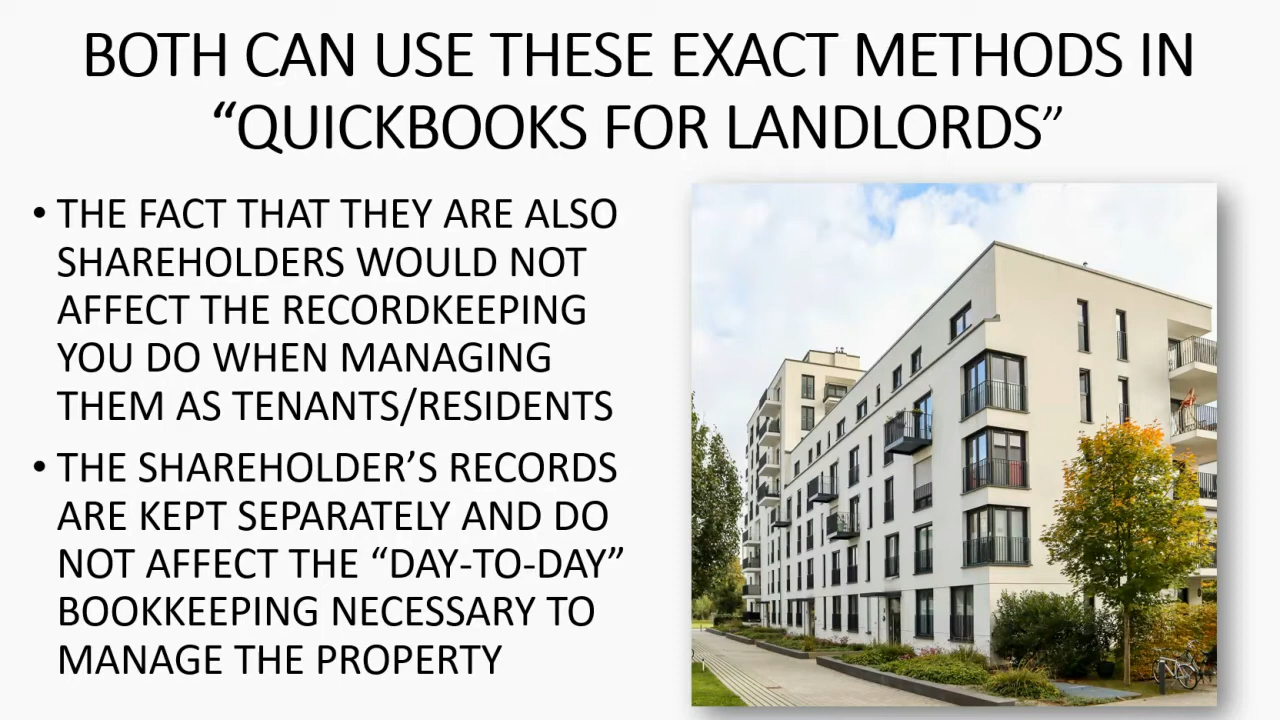 BOTH CAN USE THESE EXACT METHODS IN
“QUICKBOOKS FOR LANDLORDS”
• THE FACT THAT THEY ARE ALSO
SHAREHOLDERS WOULD NOT
AFFECT THE RECORDKEEPING
YOU DO WHEN MANAGING
THEM AS TENANTS/RESIDENTS
• THE SHAREHOLDER’S RECORDS
ARE KEPT SEPARATELY AND DO
NOT AFFECT THE “DAY-TO-DAY”
BOOKKEEPING NECESSARY TO
MANAGE THE PROPERTY